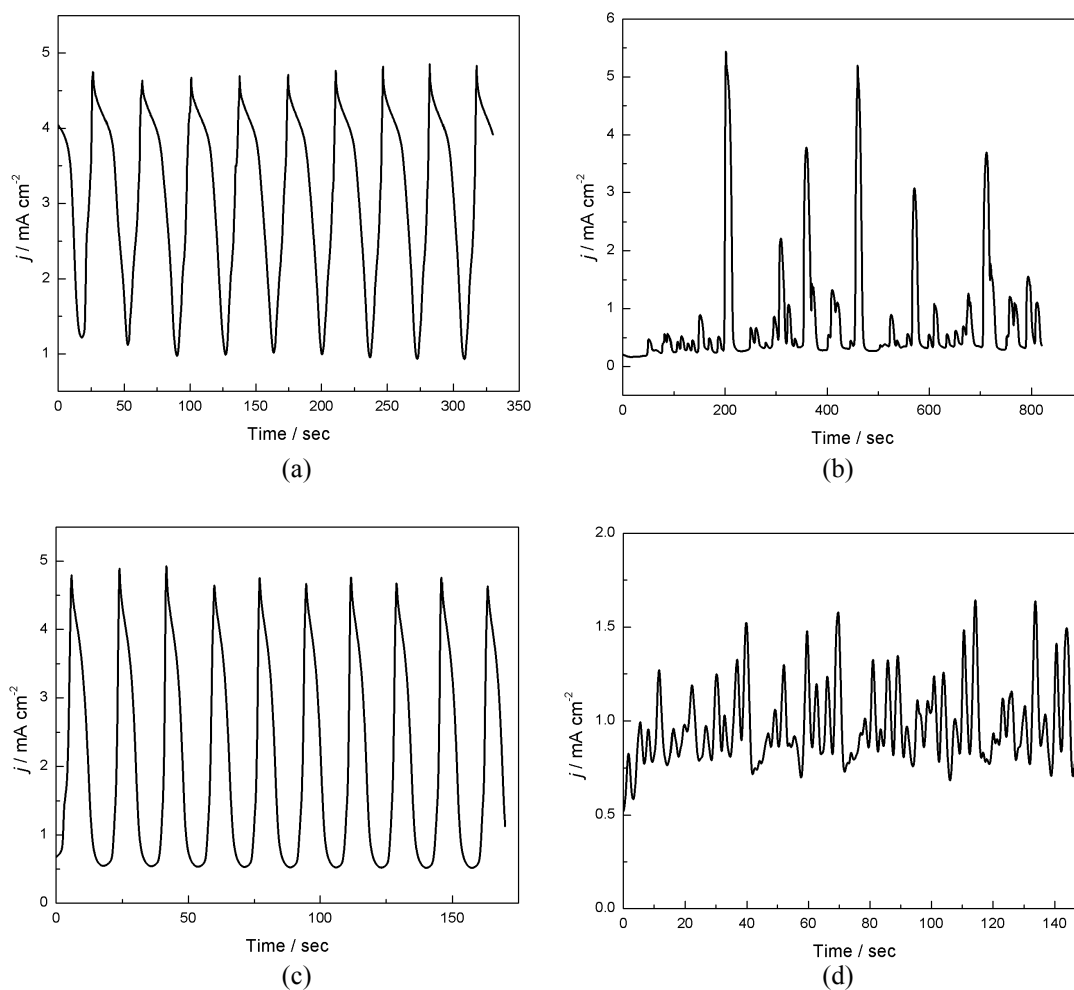 5
4
3
2
1
j / mA cm⁻²
0 50 100 150 200 250 300 350
Time / sec
(a)
6
5
4
3
2
1
0
j / mA cm⁻²
0 200 400 600 800
Time / sec
(b)
5
4
3
2
1
0
j / mA cm⁻²
0 50 100 150
Time / sec
(c)
2.0
1.5
1.0
0.5
0.0
j / mA cm⁻²
0 20 40 60 80 100 120 140
Time / sec
(d)